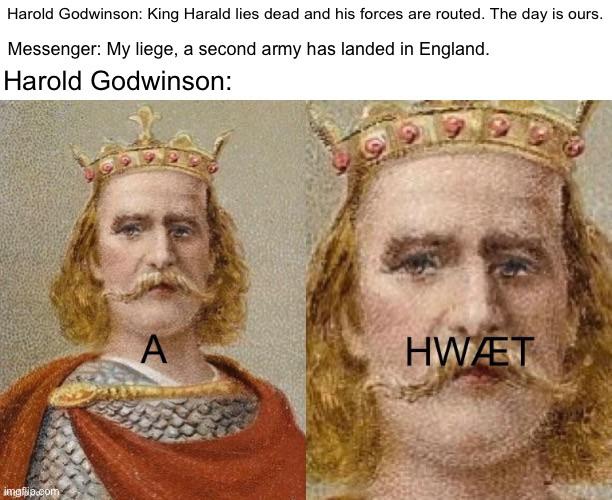 Harold Godwinson: King Harald lies dead and his forces are routed. The day is ours.
Messenger: My liege, a second army has landed in England.
Harold Godwinson:
A
HWÆT
imgflip.com